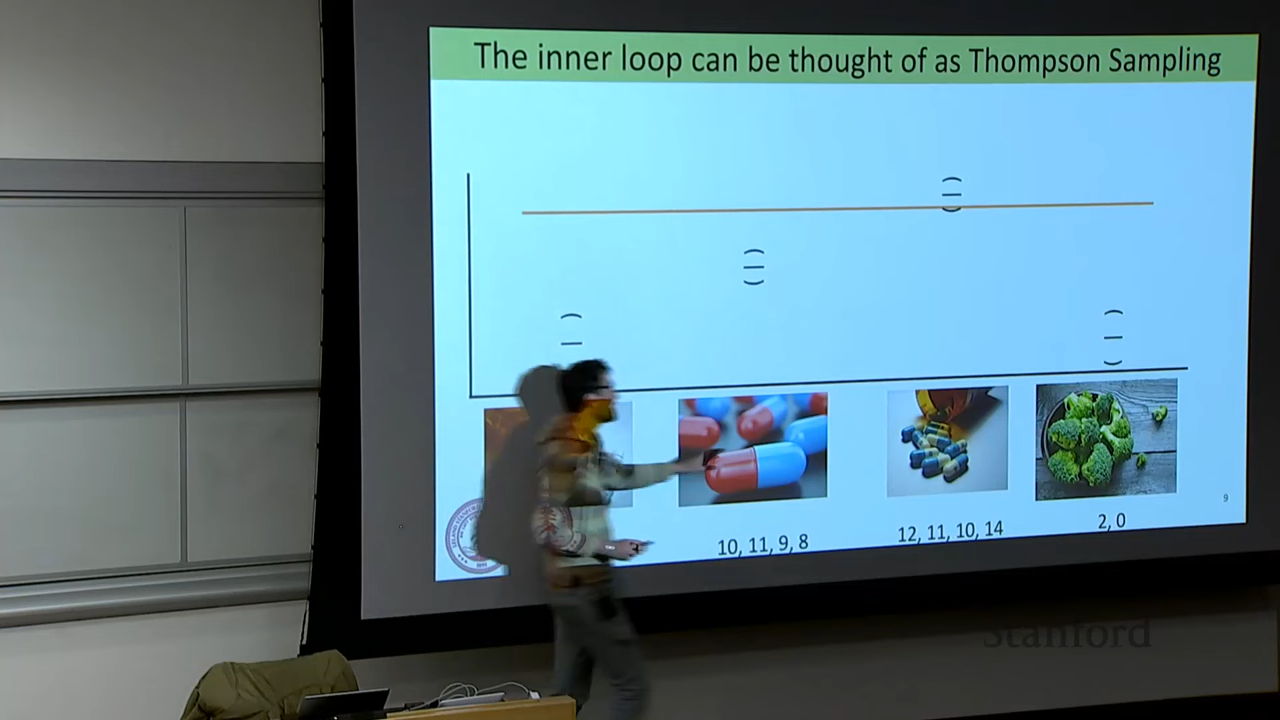 The inner loop can be thought of as Thompson Sampling
10, 11, 9, 8
12, 11, 10, 14
2, 0
9
Stanford